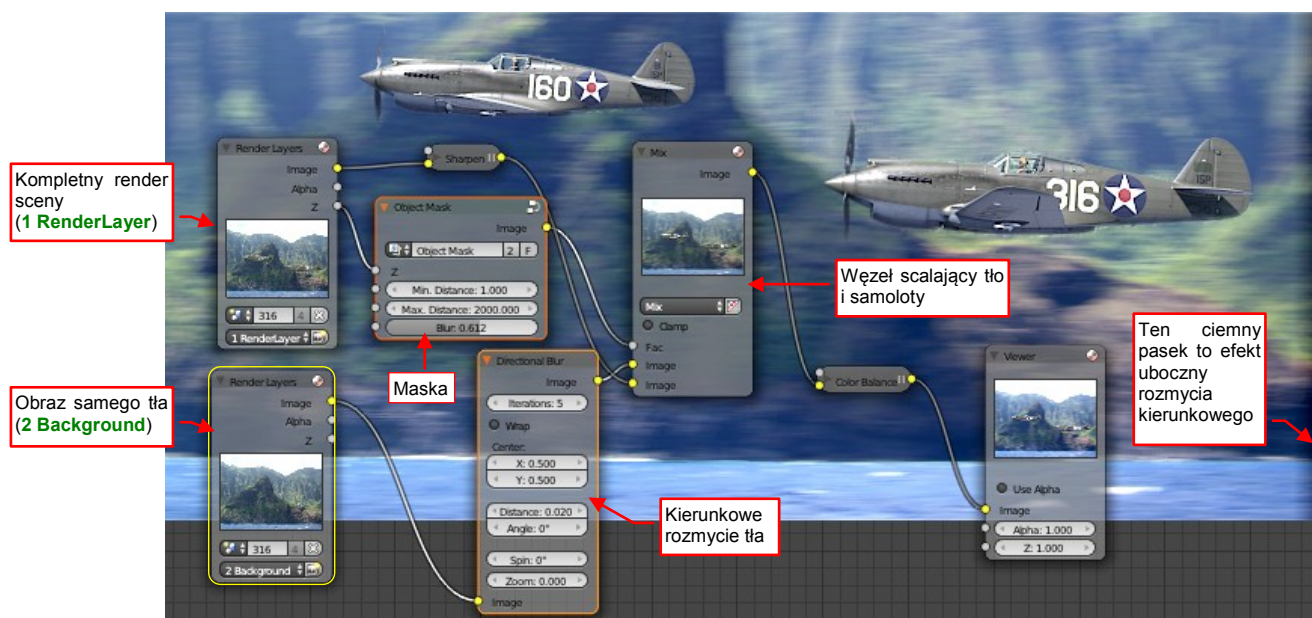 160
316
ISP
Kompletny render
sceny
(1 RenderLayer)
Render Layers
Image
Alpha
Z
316
4
1 RenderLayer
Sharpen
Object Mask
Image
Object Mask
2
F
Z
Min. Distance: 1.000
Max. Distance: 2000.000
Blur: 0.612
Maska
Mix
Image
Mix
Clamp
Fac
Image
Image
Węzeł scalający tło
i samoloty
Obraz samego tła
(2 Background)
Render Layers
Image
Alpha
Z
316
4
2 Background
Directional Blur
Image
Iterations: 5
Wrap
Center:
X: 0.500
Y: 0.500
Distance: 0.020
Angle: 0°
Spin: 0°
Zoom: 0.000
Image
Kierunkowe
rozmycie tła
Color Balance
Viewer
Use Alpha
Image
Alpha: 1.000
Z: 1.000
Ten ciemny
pasek to efekt
uboczny
rozmycia
kierunkowego